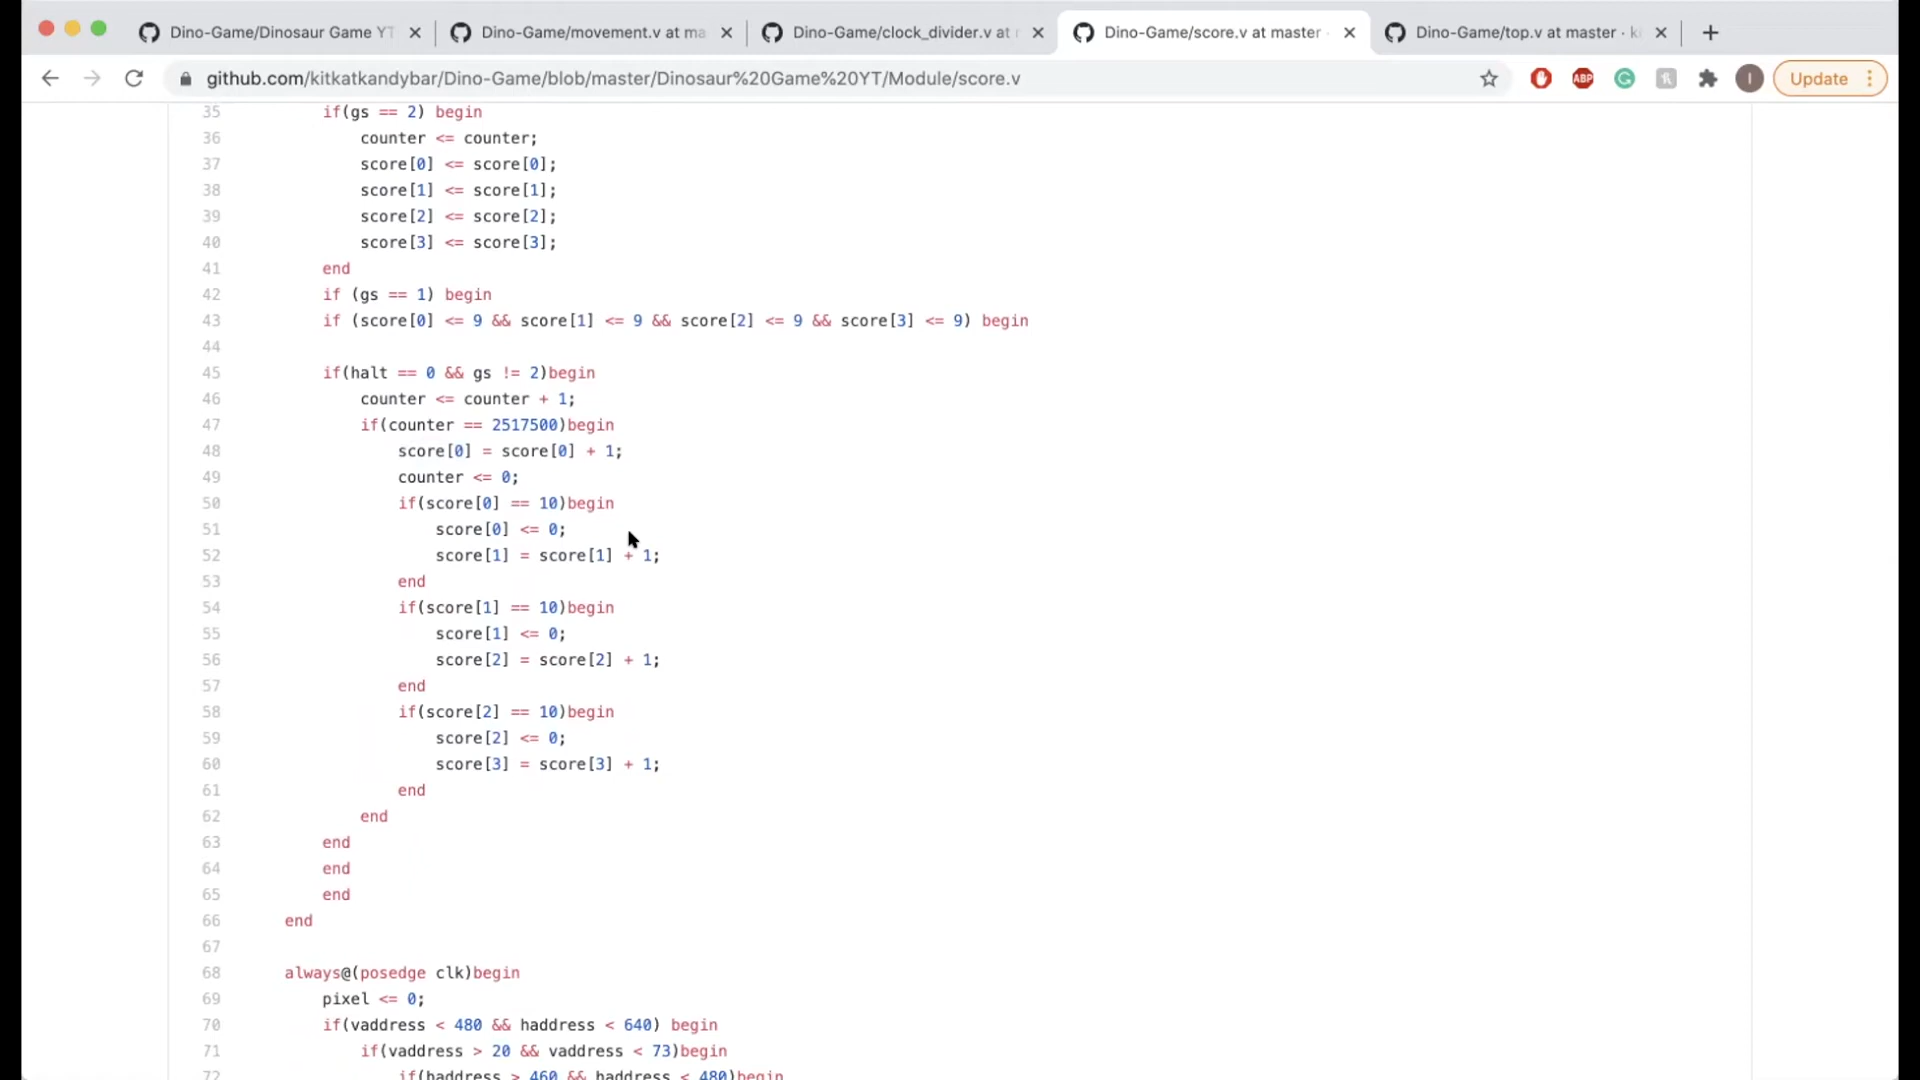 Dino-Game/Dinosaur Game YT
Dino-Game/movement.v at ma
Dino-Game/clock_divider.v at
Dino-Game/score.v at master
Dino-Game/top.v at master · k
github.com/kitkatkandybar/Dino-Game/blob/master/Dinosaur%20Game%20YT/Module/score.v
ABP
I
Update
35 if(gs == 2) begin
36 counter <= counter;
37 score[0] <= score[0];
38 score[1] <= score[1];
39 score[2] <= score[2];
40 score[3] <= score[3];
41 end
42 if (gs == 1) begin
43 if (score[0] <= 9 && score[1] <= 9 && score[2] <= 9 && score[3] <= 9) begin
44
45 if(halt == 0 && gs != 2)begin
46 counter <= counter + 1;
47 if(counter == 2517500)begin
48 score[0] = score[0] + 1;
49 counter <= 0;
50 if(score[0] == 10)begin
51 score[0] <= 0;
52 score[1] = score[1] + 1;
53 end
54 if(score[1] == 10)begin
55 score[1] <= 0;
56 score[2] = score[2] + 1;
57 end
58 if(score[2] == 10)begin
59 score[2] <= 0;
60 score[3] = score[3] + 1;
61 end
62 end
63 end
64 end
65 end
66 end
67
68 always@(posedge clk)begin
69 pixel <= 0;
70 if(vaddress < 480 && haddress < 640) begin
71 if(vaddress > 20 && vaddress < 73)begin
72 if(haddress > 460 && haddress < 480)begin